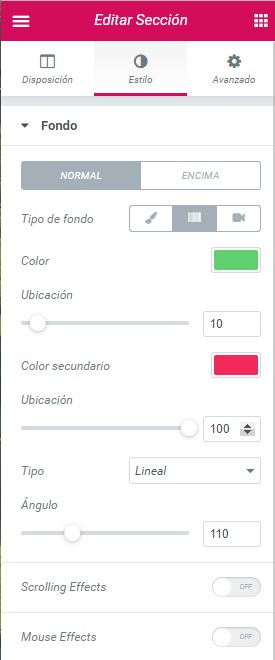 Editar Sección
Disposición Estilo Avanzado
Fondo
NORMAL ENCIMA
Tipo de fondo
Color
Ubicación
10
Color secundario
Ubicación
100
Tipo Lineal
Ángulo
110
Scrolling Effects OFF
Mouse Effects OFF